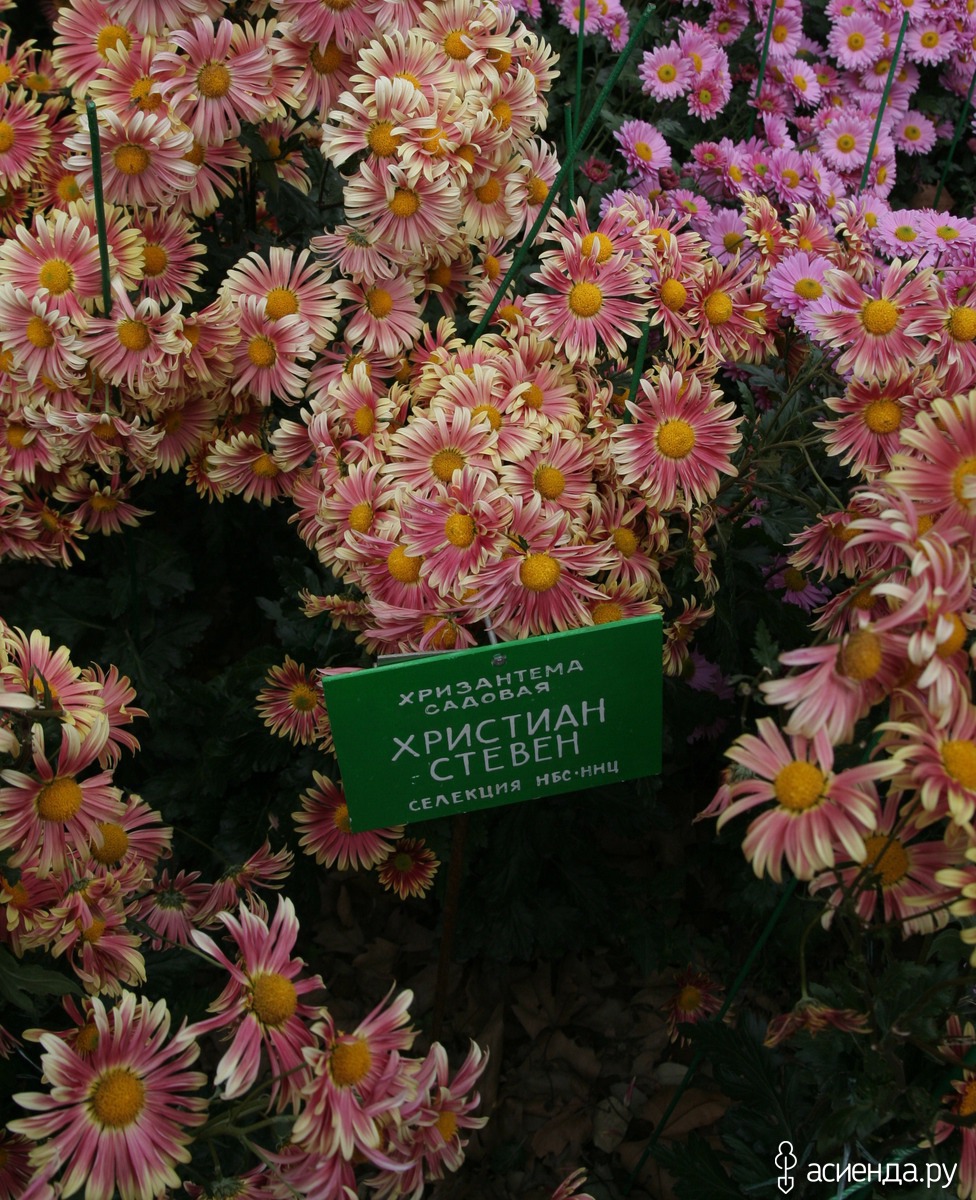 ХРИЗАНТЕМА
САДОВАЯ
ХРИСТИАН
СТЕВЕН
СЕЛЕКЦИЯ НБС·ННЦ
асиенда.ру